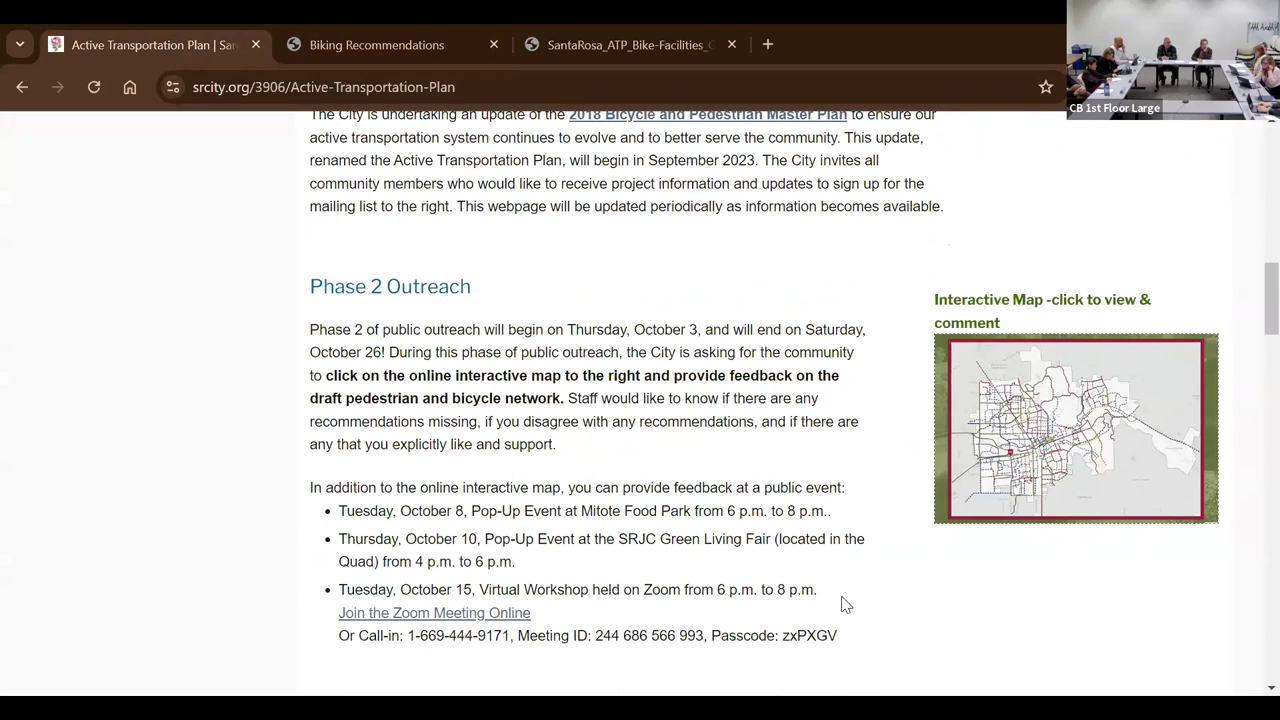 Active Transportation Plan | Sa
Biking Recommendations
SantaRosa_ATP_Bike-Facilities_
srcity.org/3906/Active-Transportation-Plan
CB 1st Floor Large
The City is undertaking an update of the 2018 Bicycle and Pedestrian Master Plan to ensure our
active transportation system continues to evolve and to better serve the community. This update,
renamed the Active Transportation Plan, will begin in September 2023. The City invites all
community members who would like to receive project information and updates to sign up for the
mailing list to the right. This webpage will be updated periodically as information becomes available.
Phase 2 Outreach
Phase 2 of public outreach will begin on Thursday, October 3, and will end on Saturday,
October 26! During this phase of public outreach, the City is asking for the community
to click on the online interactive map to the right and provide feedback on the
draft pedestrian and bicycle network. Staff would like to know if there are any
recommendations missing, if you disagree with any recommendations, and if there are
any that you explicitly like and support.
In addition to the online interactive map, you can provide feedback at a public event:
Tuesday, October 8, Pop-Up Event at Mitote Food Park from 6 p.m. to 8 p.m..
Thursday, October 10, Pop-Up Event at the SRJC Green Living Fair (located in the
Quad) from 4 p.m. to 6 p.m.
Tuesday, October 15, Virtual Workshop held on Zoom from 6 p.m. to 8 p.m.
Join the Zoom Meeting Online
Or Call-in: 1-669-444-9171, Meeting ID: 244 686 566 993, Passcode: zxPXGV
Interactive Map -click to view &
comment